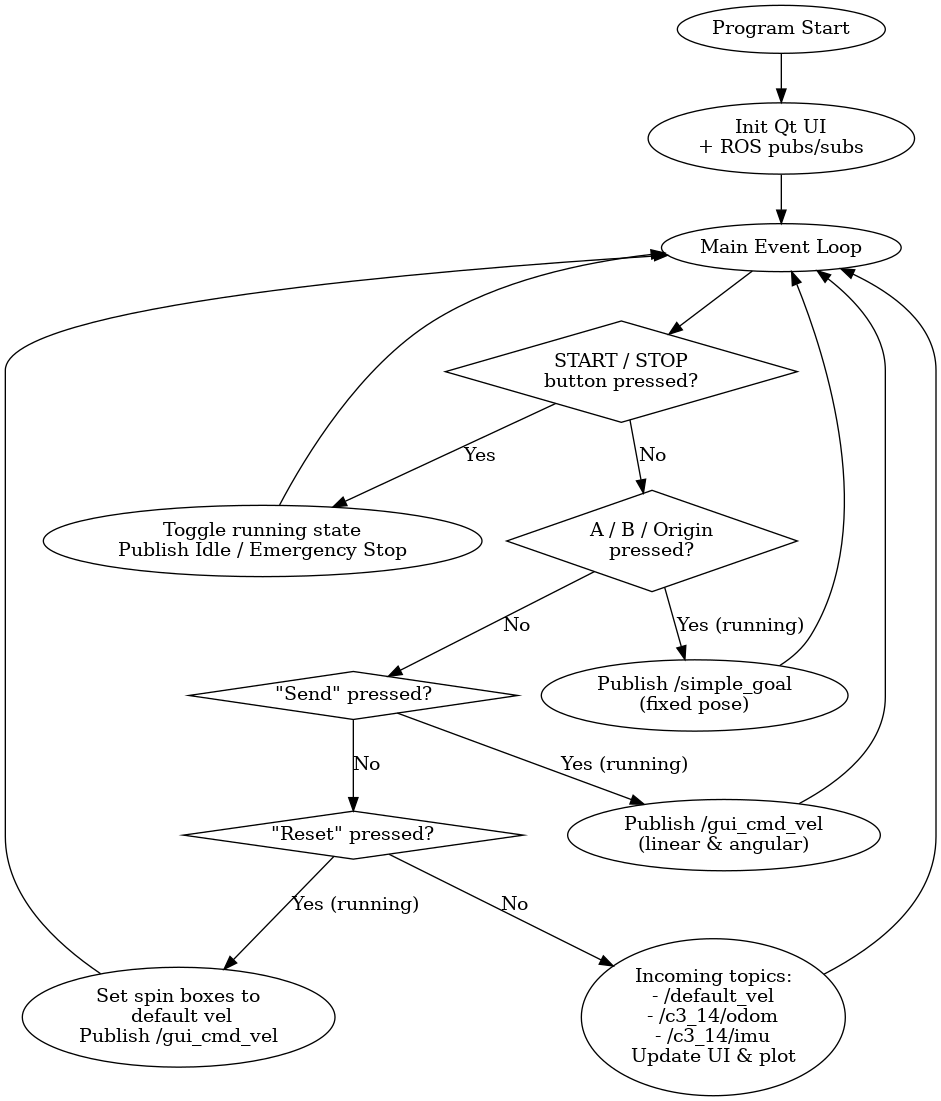 Program Start
Init Qt UI
+ ROS pubs/subs
Main Event Loop
START / STOP
button pressed?
Yes
No
Toggle running state
Publish Idle / Emergency Stop
A / B / Origin
pressed?
No
Yes (running)
"Send" pressed?
Publish /simple_goal
(fixed pose)
No
Yes (running)
"Reset" pressed?
Publish /gui_cmd_vel
(linear & angular)
Yes (running)
No
Set spin boxes to
default vel
Publish /gui_cmd_vel
Incoming topics:
- /default_vel
- /c3_14/odom
- /c3_14/imu
Update UI & plot